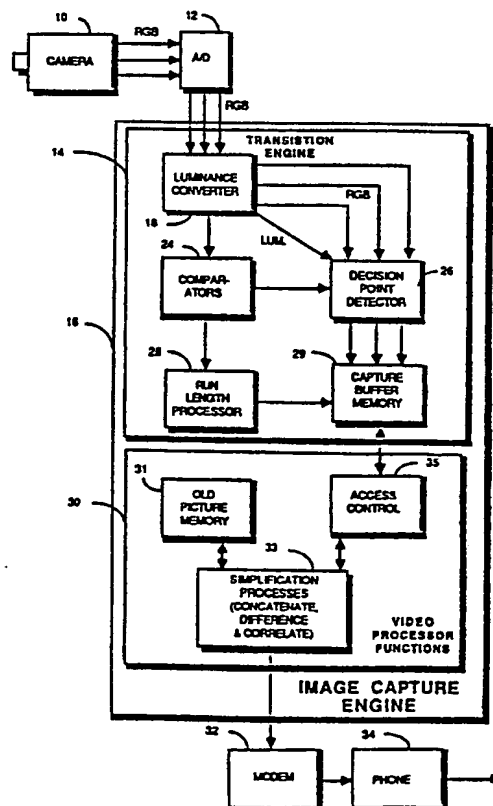 10
12
RGB
CAMERA
A/D
RGB
TRANSISTION
ENGINE
14
LUMINANCE
CONVERTER
RGB
18
LUM.
24
26
COMPAR-
ATORS
DECISION
POINT
DETECTOR
16
28
29
RUN
LENGTH
PROCESSOR
CAPTURE
BUFFER
MEMORY
31
35
30
OLD
PICTURE
MEMORY
ACCESS
CONTROL
33
SIMPLIFICATION
PROCESSES
(CONCATENATE,
DIFFERENCE
& CORRELATE)
VIDEO
PROCESSOR
FUNCTIONS
IMAGE CAPTURE
ENGINE
32
34
MODEM
PHONE